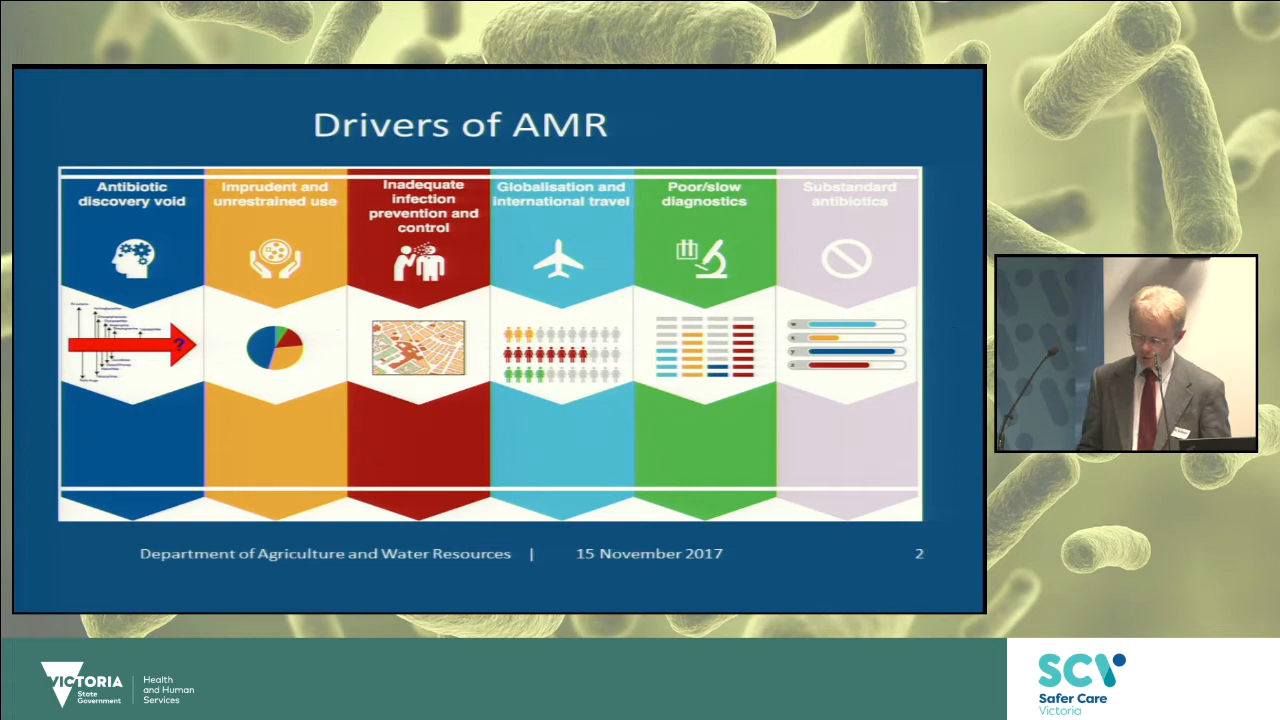 Drivers of AMR
Antibiotic
discovery void
Imprudent and
unrestrained use
Inadequate
infection
prevention and
control
Globalisation and
international travel
Poor/slow
diagnostics
Substandard
antibiotics
?
Department of Agriculture and Water Resources | 15 November 2017 2
VICTORIA
State
Government
Health
and Human
Services
SCV
Safer Care
Victoria